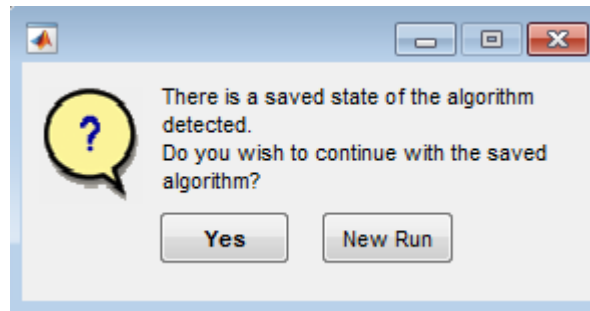 There is a saved state of the algorithm
detected.
Do you wish to continue with the saved
algorithm?
Yes
New Run